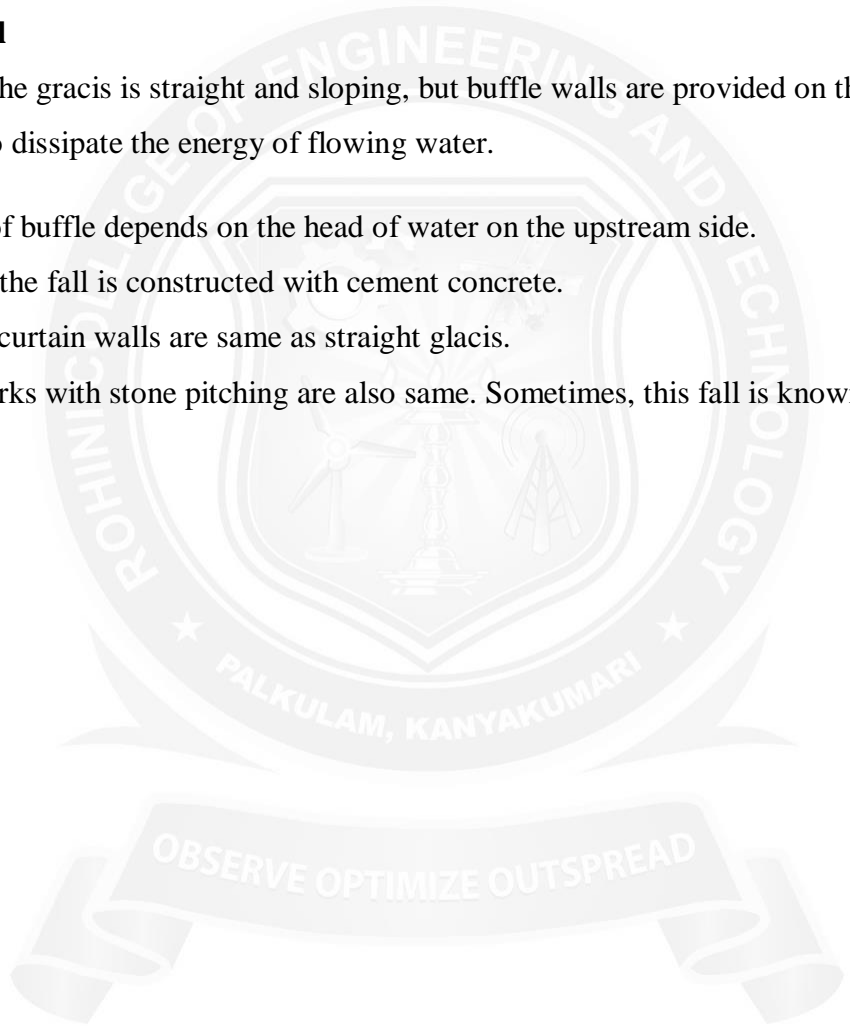 l
he gracis is straight and sloping, but buffle walls are provided on th
o dissipate the energy of flowing water.
of buffle depends on the head of water on the upstream side.
the fall is constructed with cement concrete.
curtain walls are same as straight glacis.
rks with stone pitching are also same. Sometimes, this fall is known
ROHINI COLLEGE OF ENGINEERING AND TECHNOLOGY
PALKULAM, KANYAKUMARI
OBSERVE OPTIMIZE OUTSPREAD